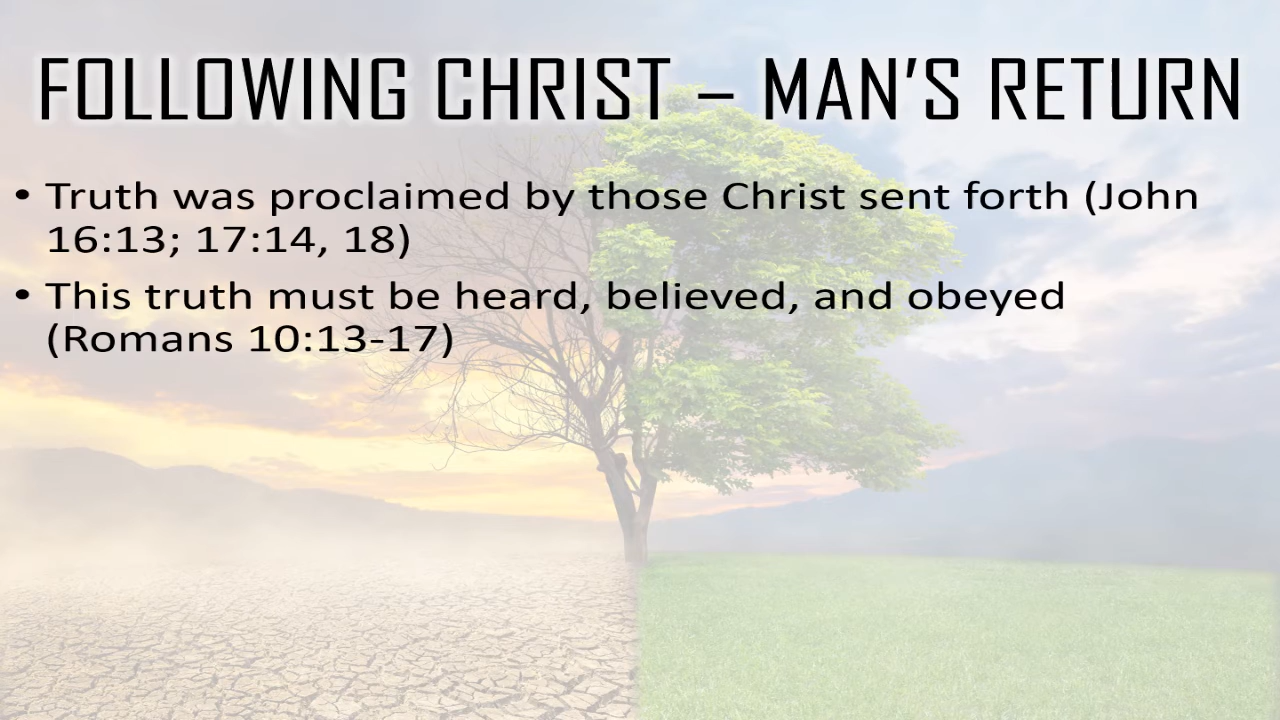 FOLLOWING CHRIST – MAN’S RETURN
• Truth was proclaimed by those Christ sent forth (John
16:13; 17:14, 18)
• This truth must be heard, believed, and obeyed
(Romans 10:13-17)